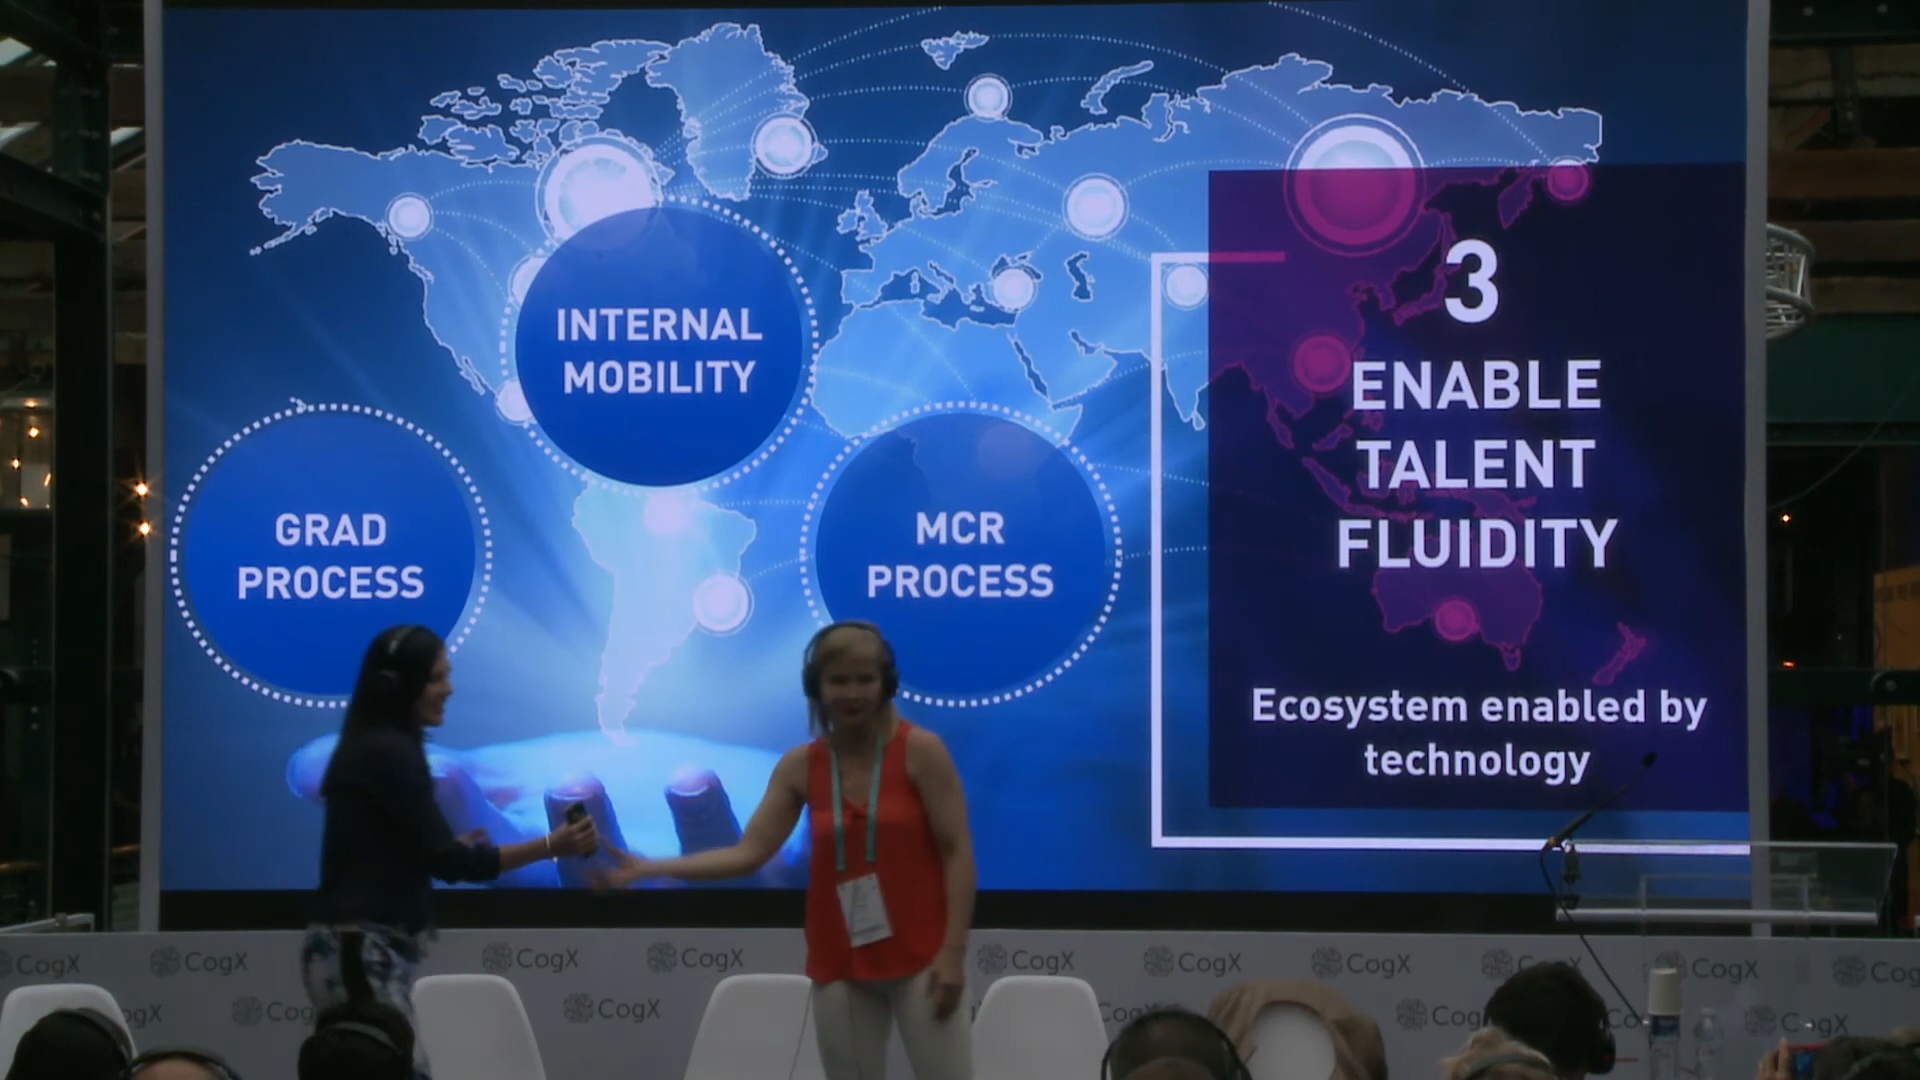 INTERNAL
MOBILITY
GRAD
PROCESS
MCR
PROCESS
3
ENABLE
TALENT
FLUIDITY
Ecosystem enabled by
technology
CogX
CogX
CogX
CogX
CogX
CogX
CogX
CogX
CogX